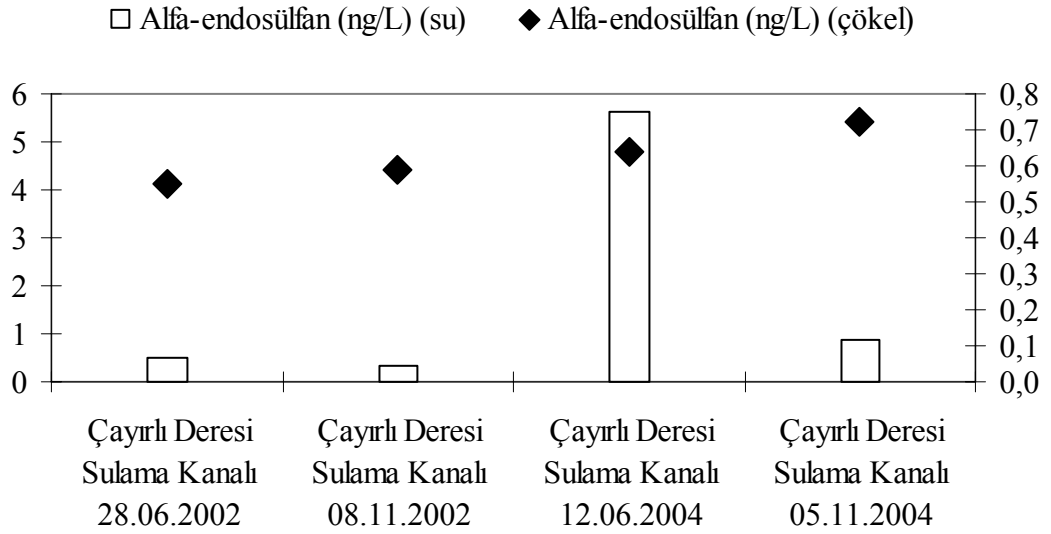 Alfa-endosülfan (ng/L) (su) Alfa-endosülfan (ng/L) (çökel)
6 0,8
5 0,7
4 0,6
3 0,5
2 0,4
1 0,3
0 0,2
0,1
0,0
Çayırlı Deresi Çayırlı Deresi Çayırlı Deresi Çayırlı Deresi
Sulama Kanalı Sulama Kanalı Sulama Kanalı Sulama Kanalı
28.06.2002 08.11.2002 12.06.2004 05.11.2004